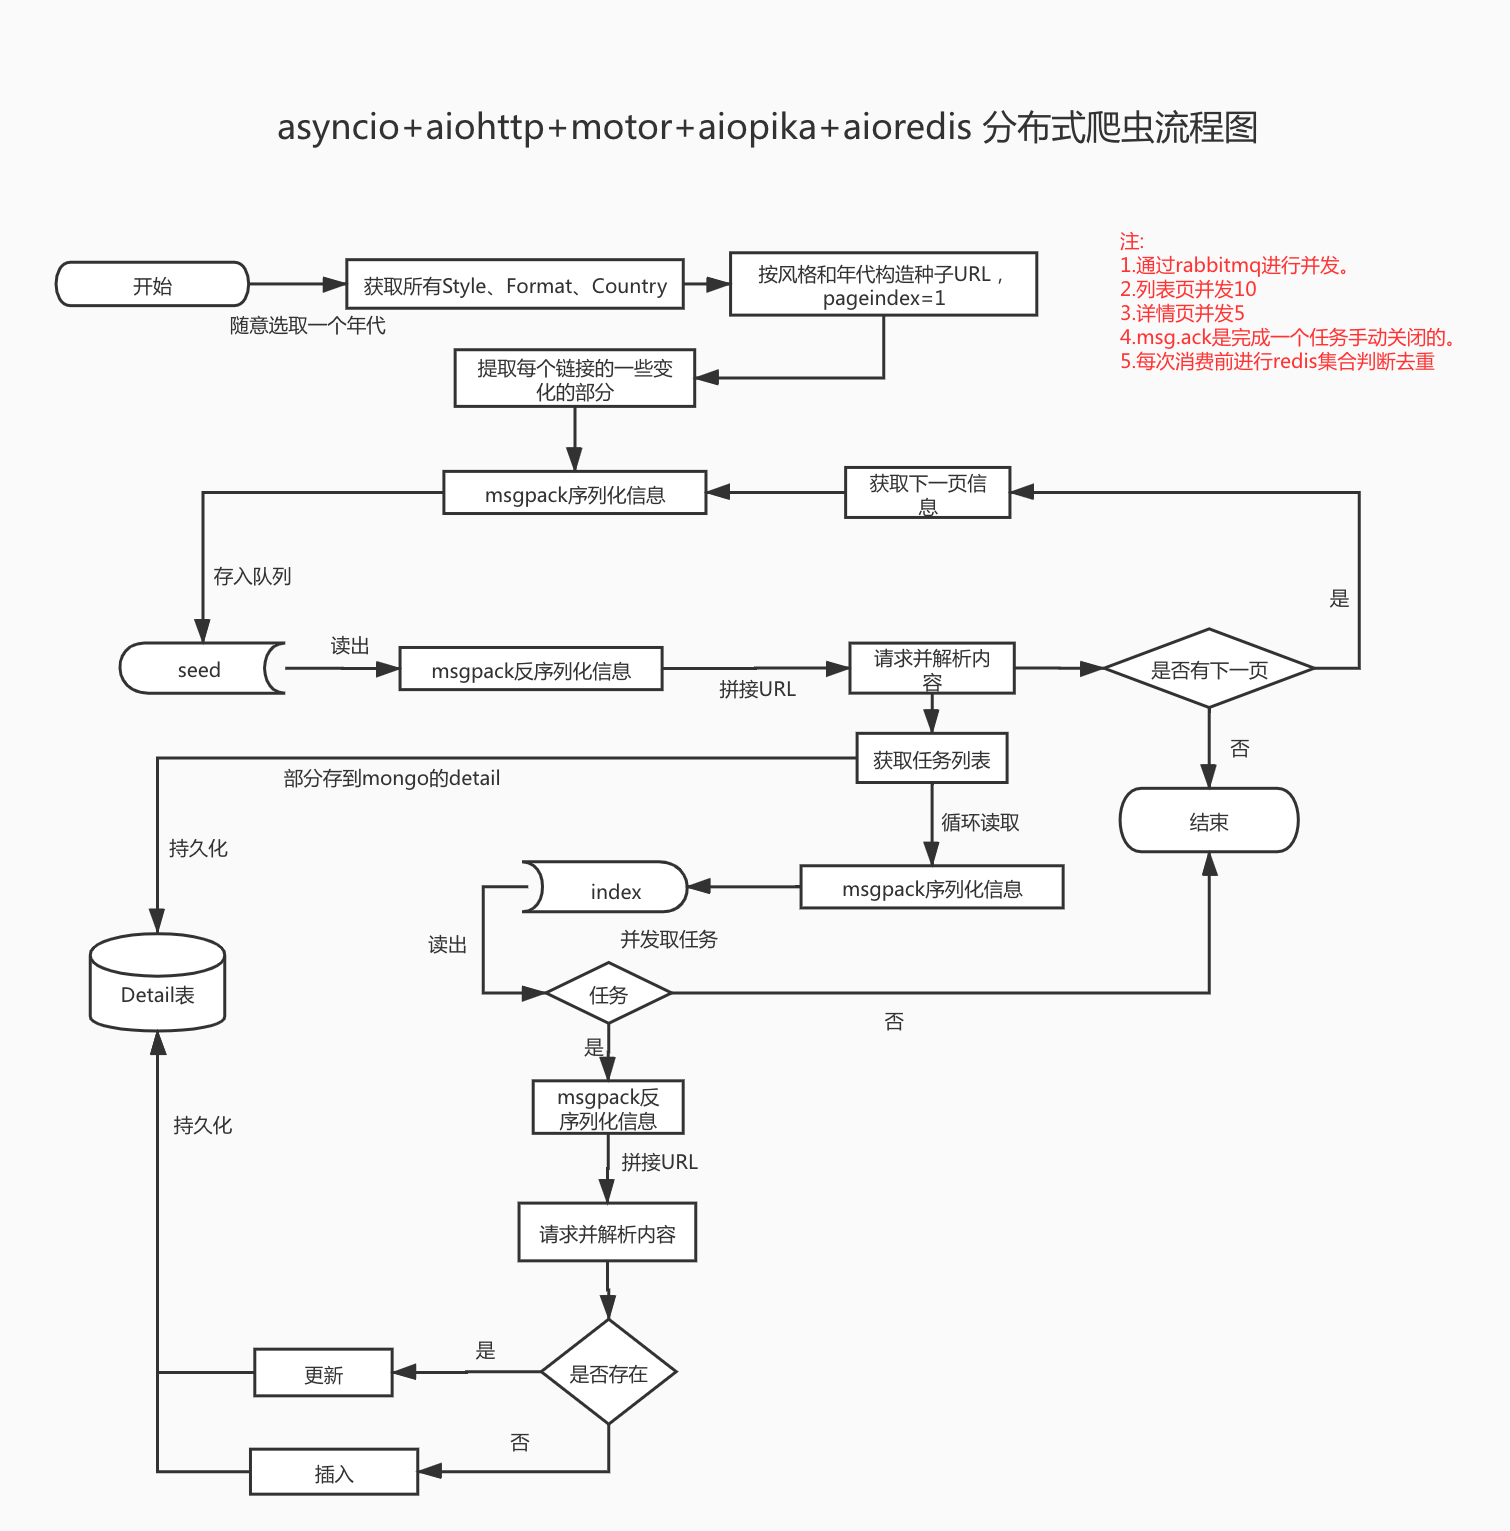 asyncio+aiohttp+motor+aiopika+aioredis 分布式爬虫流程图
注:
1.通过rabbitmq进行并发。
2.列表页并发10
3.详情页并发5
4.msg.ack是完成一个任务手动关闭的。
5.每次消费前进行redis集合判断去重
开始
随意选取一个年代
获取所有Style、Format、Country
按风格和年代构造种子URL，
pageindex=1
提取每个链接的一些变
化的部分
msgpack序列化信息
获取下一页信
息
存入队列
是
seed
读出
msgpack反序列化信息
拼接URL
请求并解析内
容
是否有下一页
否
获取任务列表
部分存到mongo的detail
持久化
循环读取
结束
msgpack序列化信息
index
读出
并发取任务
任务
否
Detail表
是
msgpack反
序列化信息
持久化
拼接URL
请求并解析内容
是否存在
是
更新
否
插入